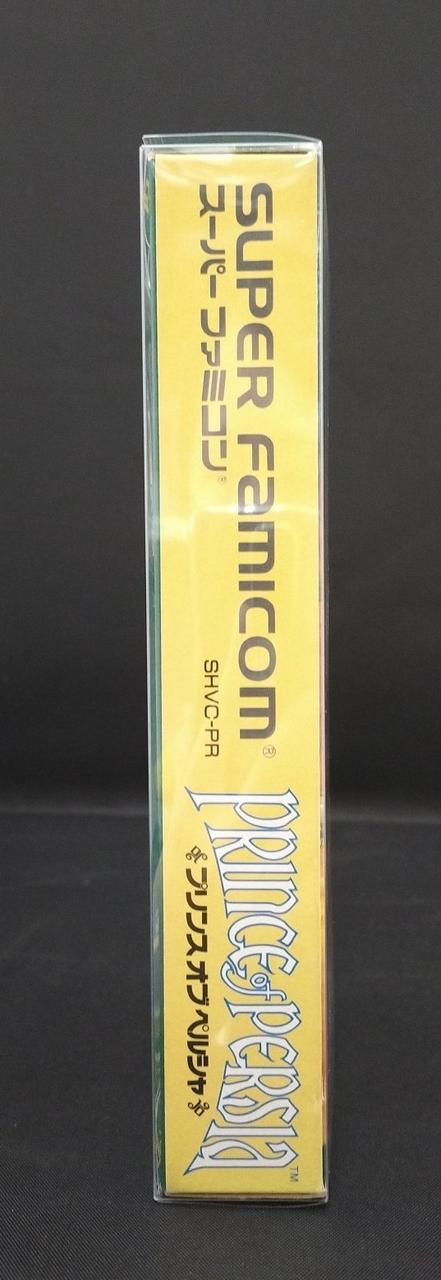 SUPER FAMICOM®
スーパーファミコン®
SHVC-PR
PRINCE of PERSIA™
プリンス オブ ペルシャ